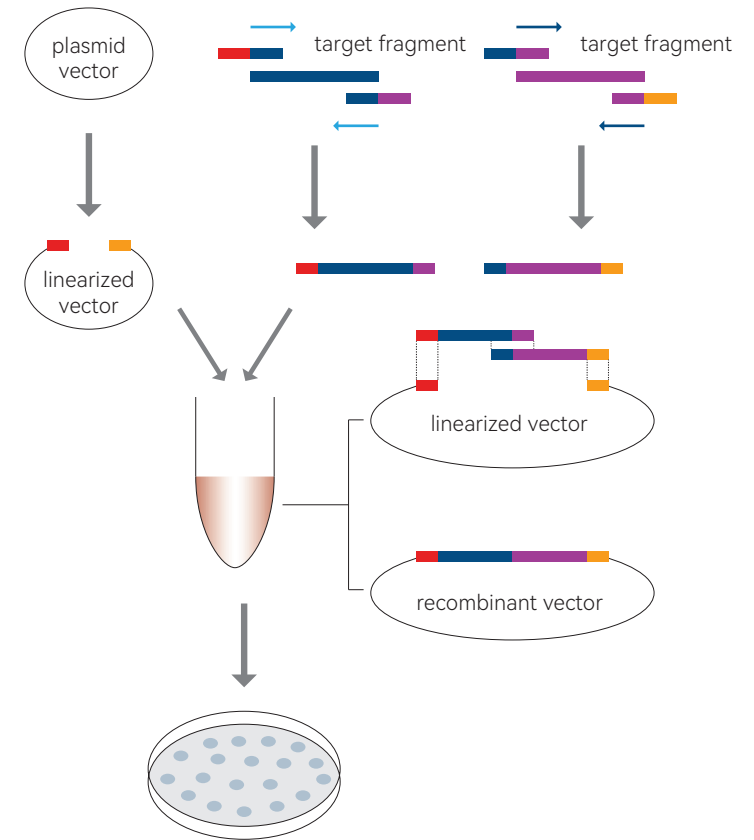 plasmid
vector
target fragment
target fragment
linearized
vector
linearized vector
recombinant vector